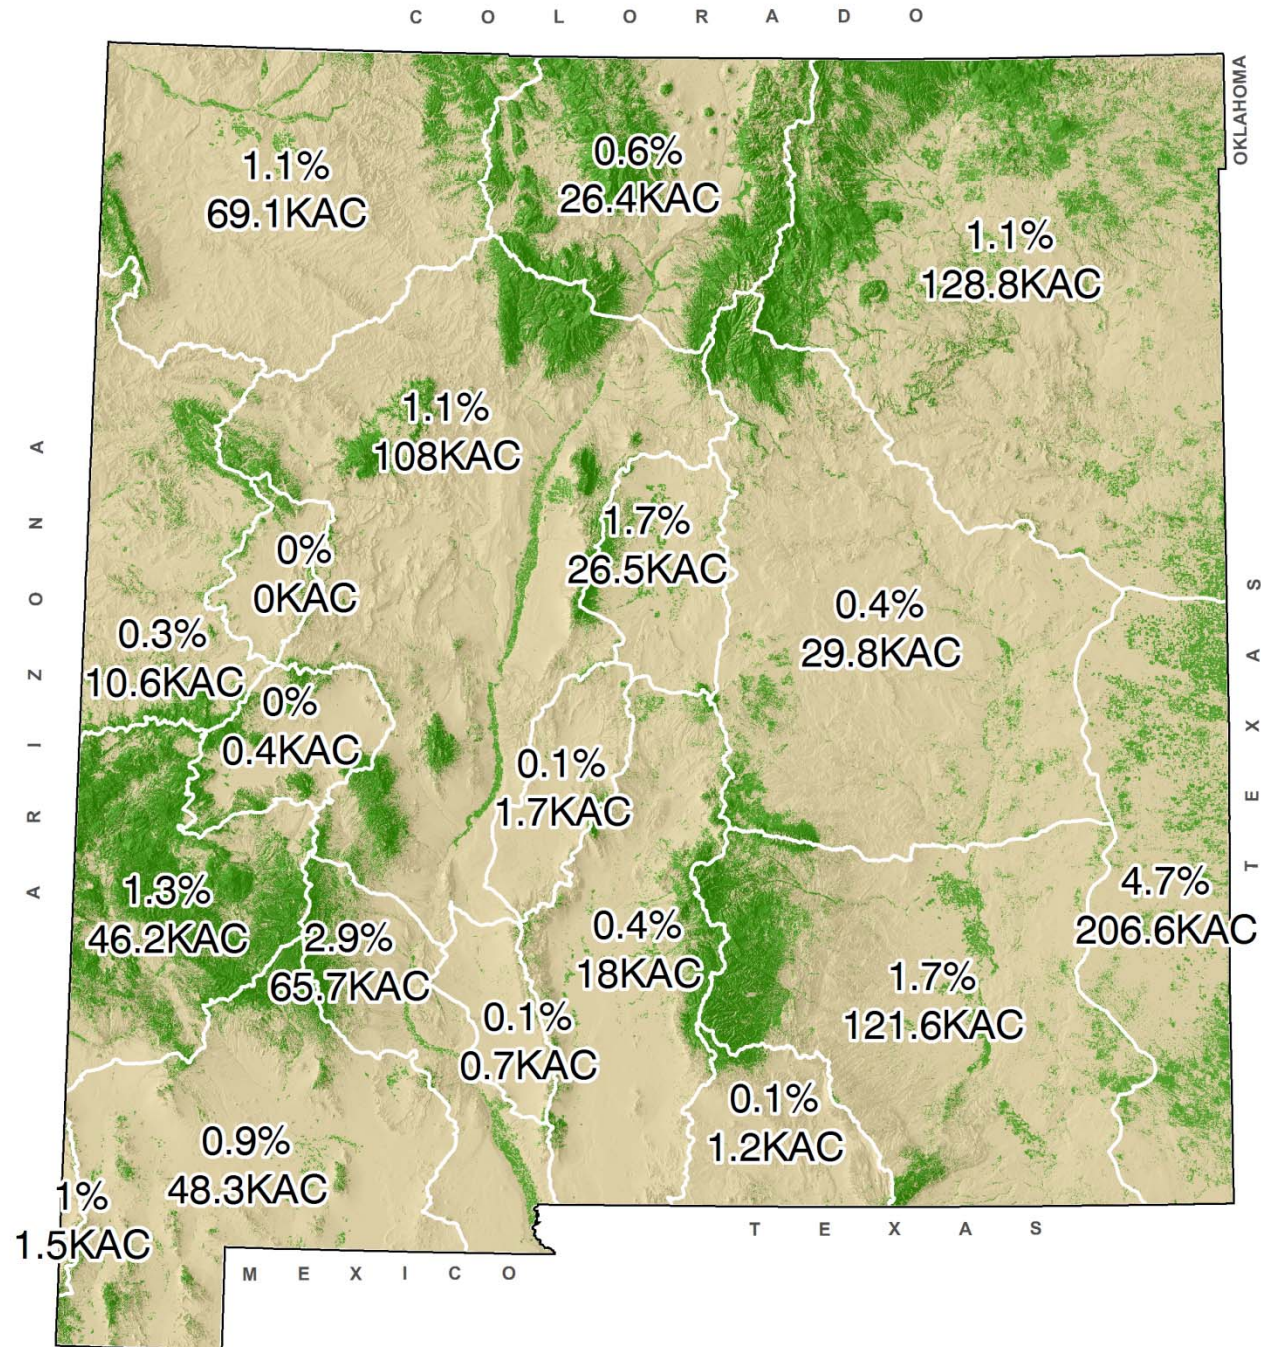 C O L O R A D O
OKLAHOMA
1.1%
69.1KAC
0.6%
26.4KAC
1.1%
128.8KAC
1.1%
108KAC
A R I Z O N A
1.7%
26.5KAC
0%
0KAC
0.4%
29.8KAC
T E X A S
0.3%
10.6KAC
0%
0.4KAC
0.1%
1.7KAC
1.3%
46.2KAC
2.9%
65.7KAC
0.4%
18KAC
4.7%
206.6KAC
1.7%
121.6KAC
0.1%
0.7KAC
0.1%
1.2KAC
0.9%
48.3KAC
1%
1.5KAC
T E X A S
M E X I C O